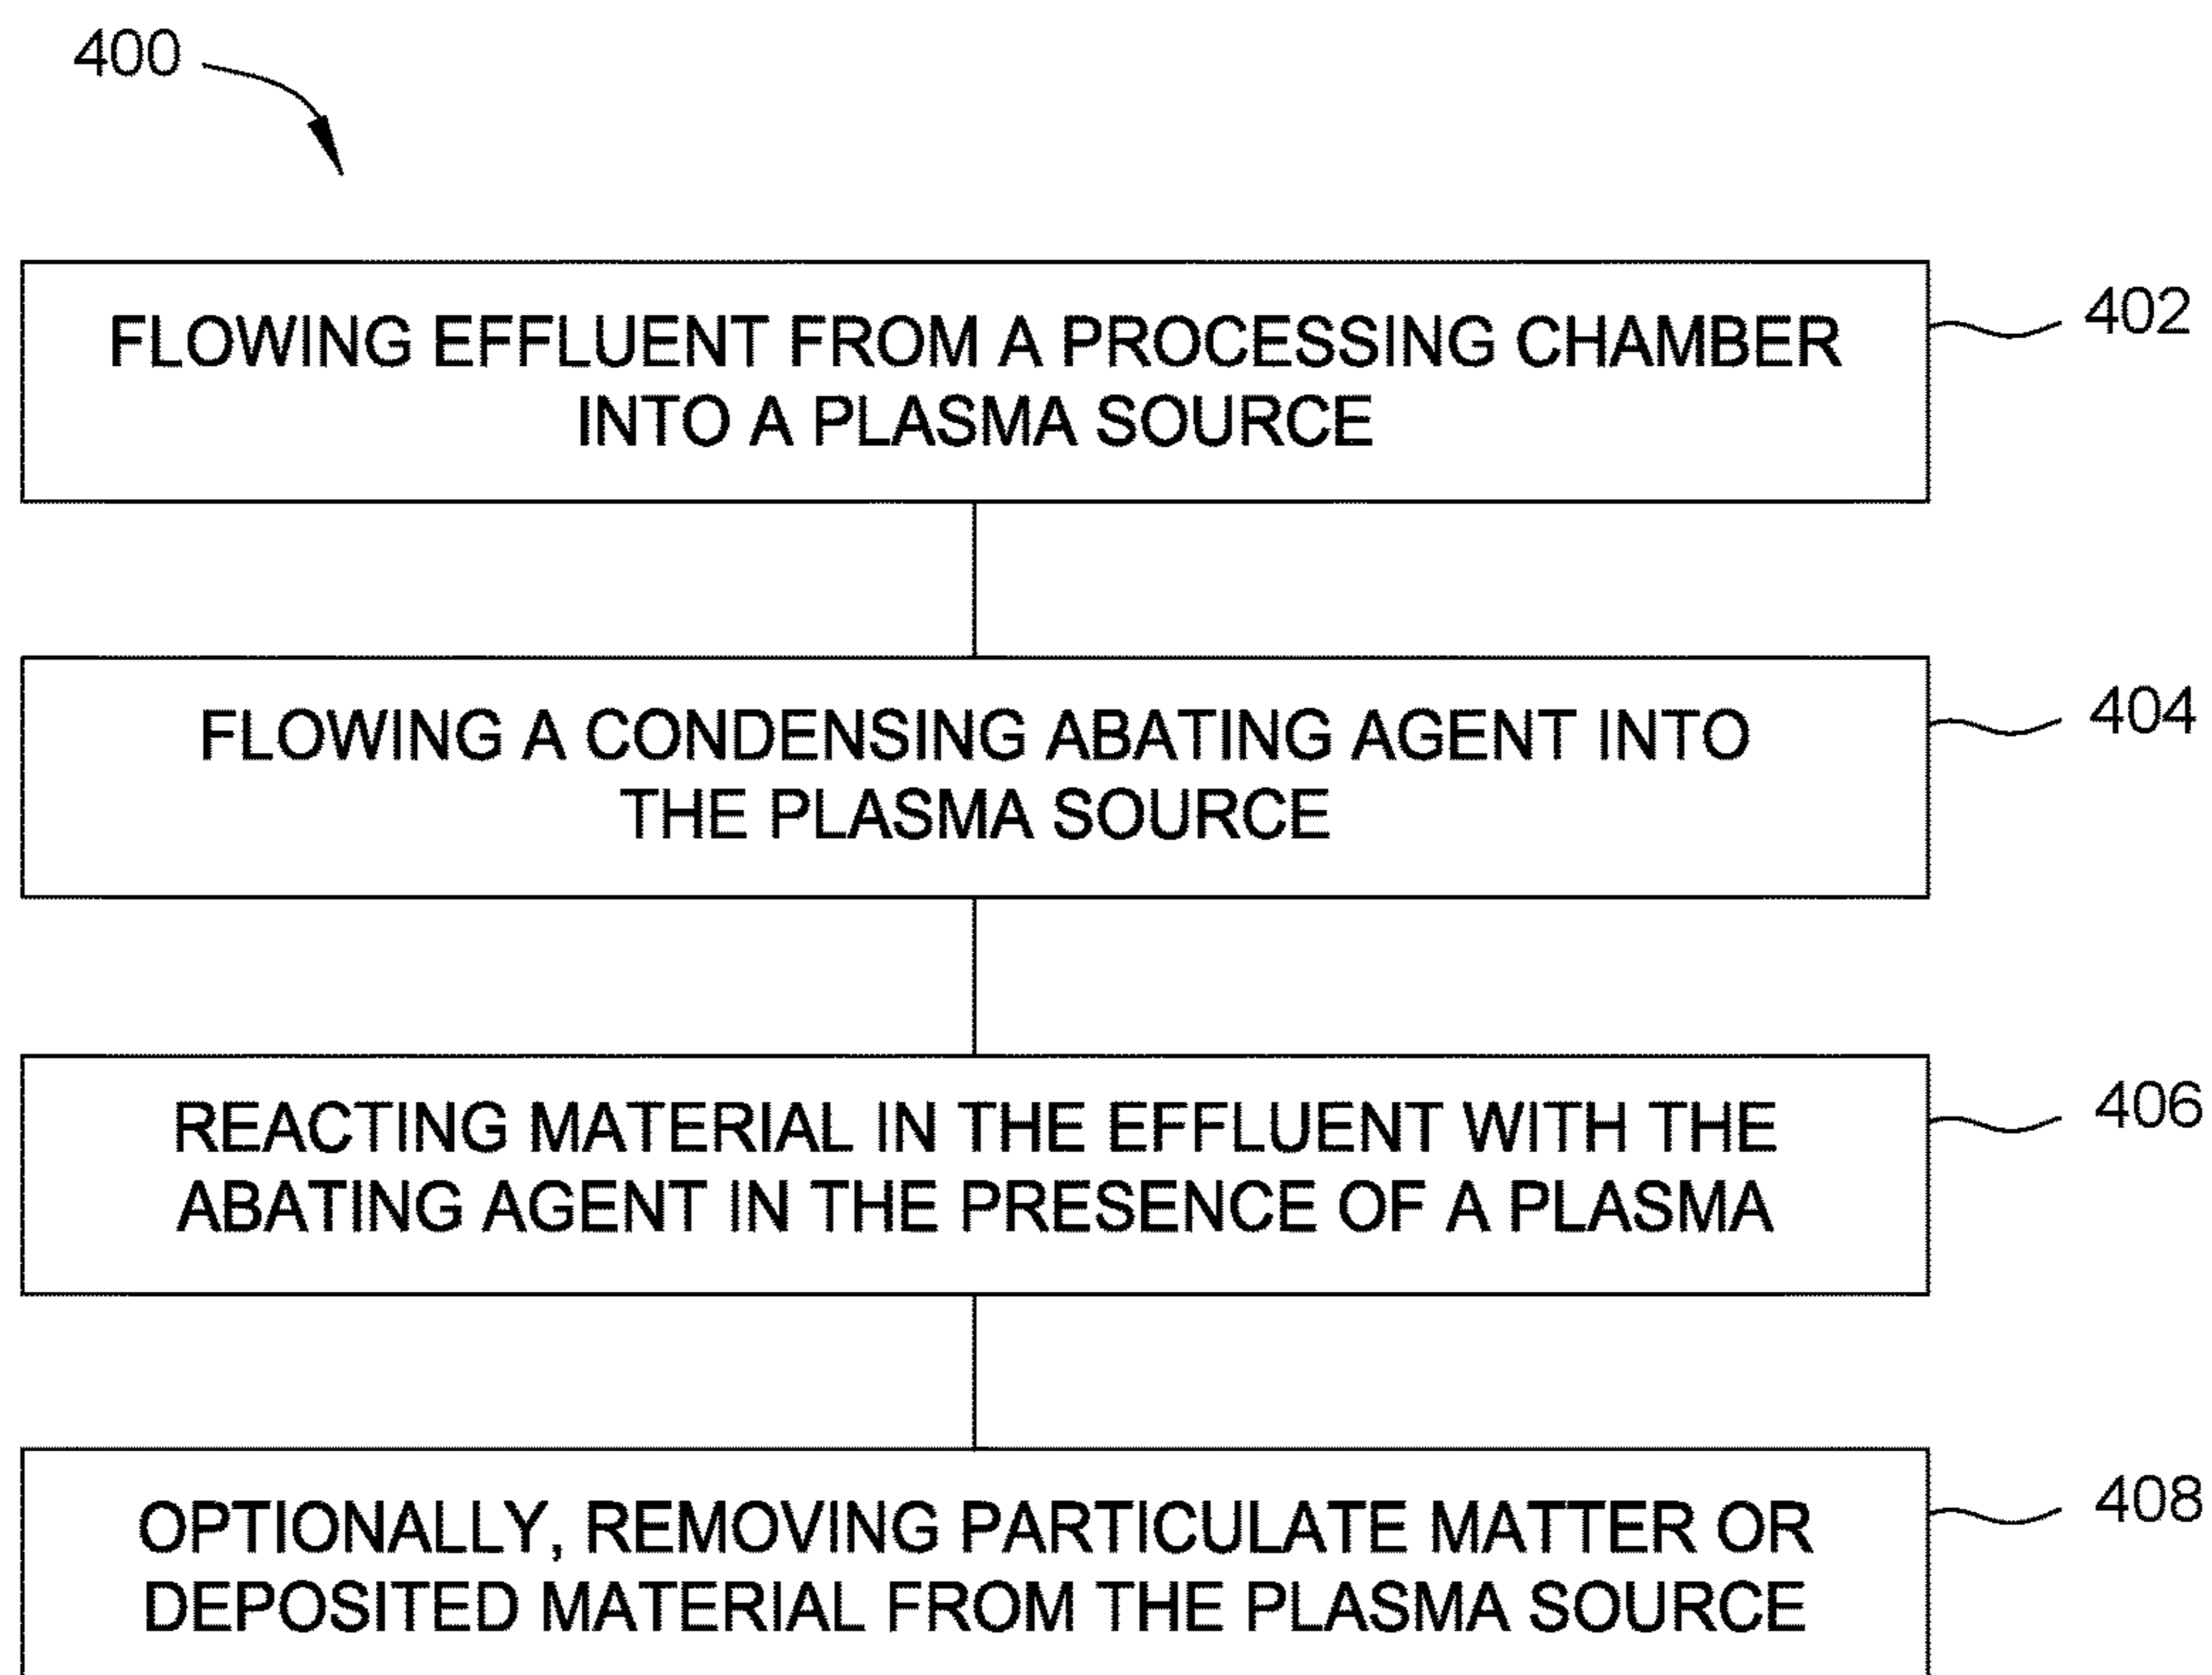 400
FLOWING EFFLUENT FROM A PROCESSING CHAMBER
INTO A PLASMA SOURCE
402
FLOWING A CONDENSING ABATING AGENT INTO
THE PLASMA SOURCE
404
REACTING MATERIAL IN THE EFFLUENT WITH THE
ABATING AGENT IN THE PRESENCE OF A PLASMA
406
OPTIONALLY, REMOVING PARTICULATE MATTER OR
DEPOSITED MATERIAL FROM THE PLASMA SOURCE
408